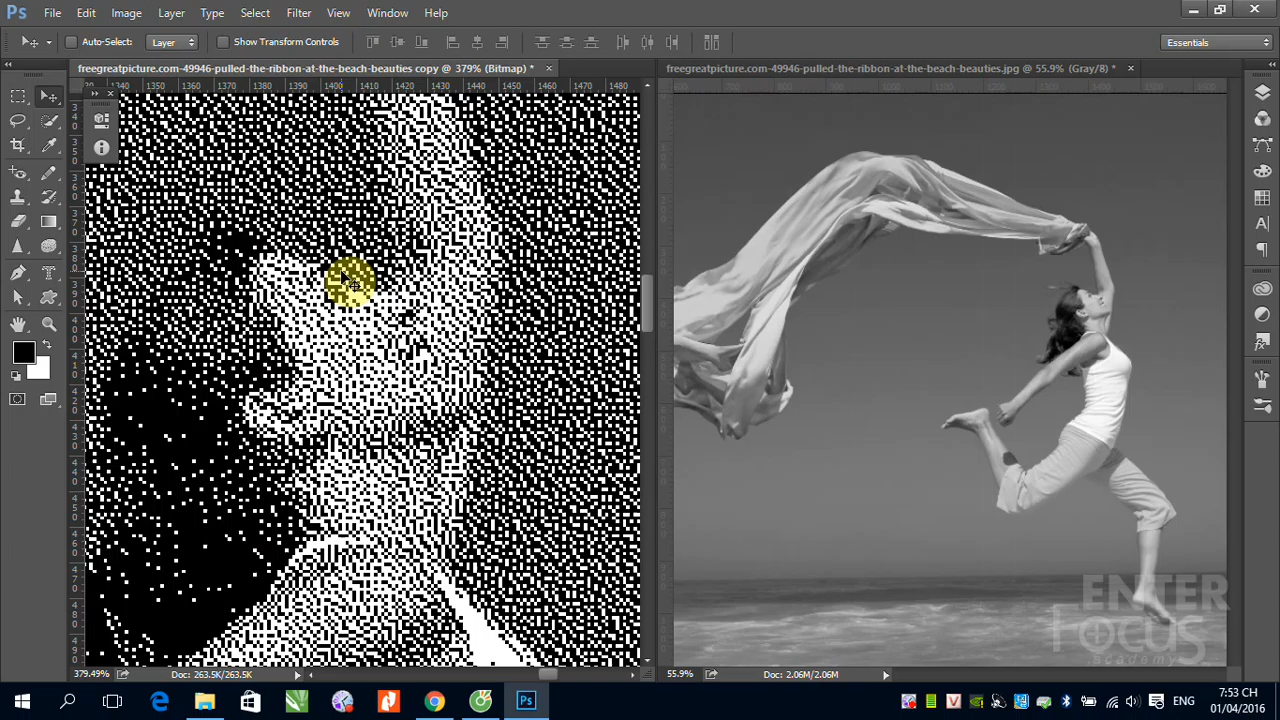 Ps File Edit Image Layer Type Select Filter View Window Help
Auto-Select: Layer Show Transform Controls Essentials
freegreatpicture.com-49946-pulled-the-ribbon-at-the-beach-beauties copy @ 379% (Bitmap) * ×
freegreatpicture.com-49946-pulled-the-ribbon-at-the-beach-beauties.jpg @ 55.9% (Gray/8) * ×
1340 1350 1360 1370 1380 1390 1400 1410 1420 1430 1440 1450 1460 1470 1480
ENTER
FOCUS
academy
379.49% Doc: 263.5K/263.5K
55.9% Doc: 2.06M/2.06M
ENG
7:53 CH
01/04/2016